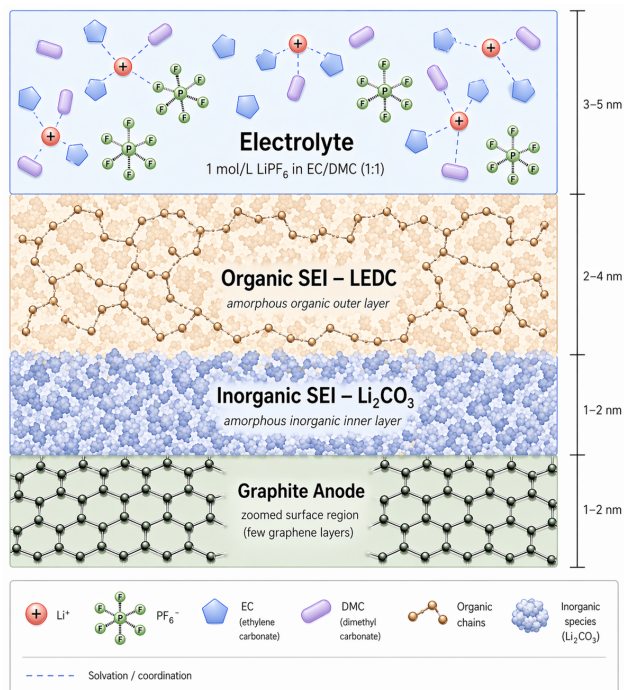 Electrolyte
1 mol/L LiPF₆ in EC/DMC (1:1)
3–5 nm
Organic SEI – LEDC
amorphous organic outer layer
2–4 nm
Inorganic SEI – Li₂CO₃
amorphous inorganic inner layer
1–2 nm
Graphite Anode
zoomed surface region
(few graphene layers)
1–2 nm
+ Li⁺
F F F P F F F PF₆⁻
EC
(ethylene
carbonate)
DMC
(dimethyl
carbonate)
Organic
chains
Inorganic
species
(Li₂CO₃)
Solvation / coordination